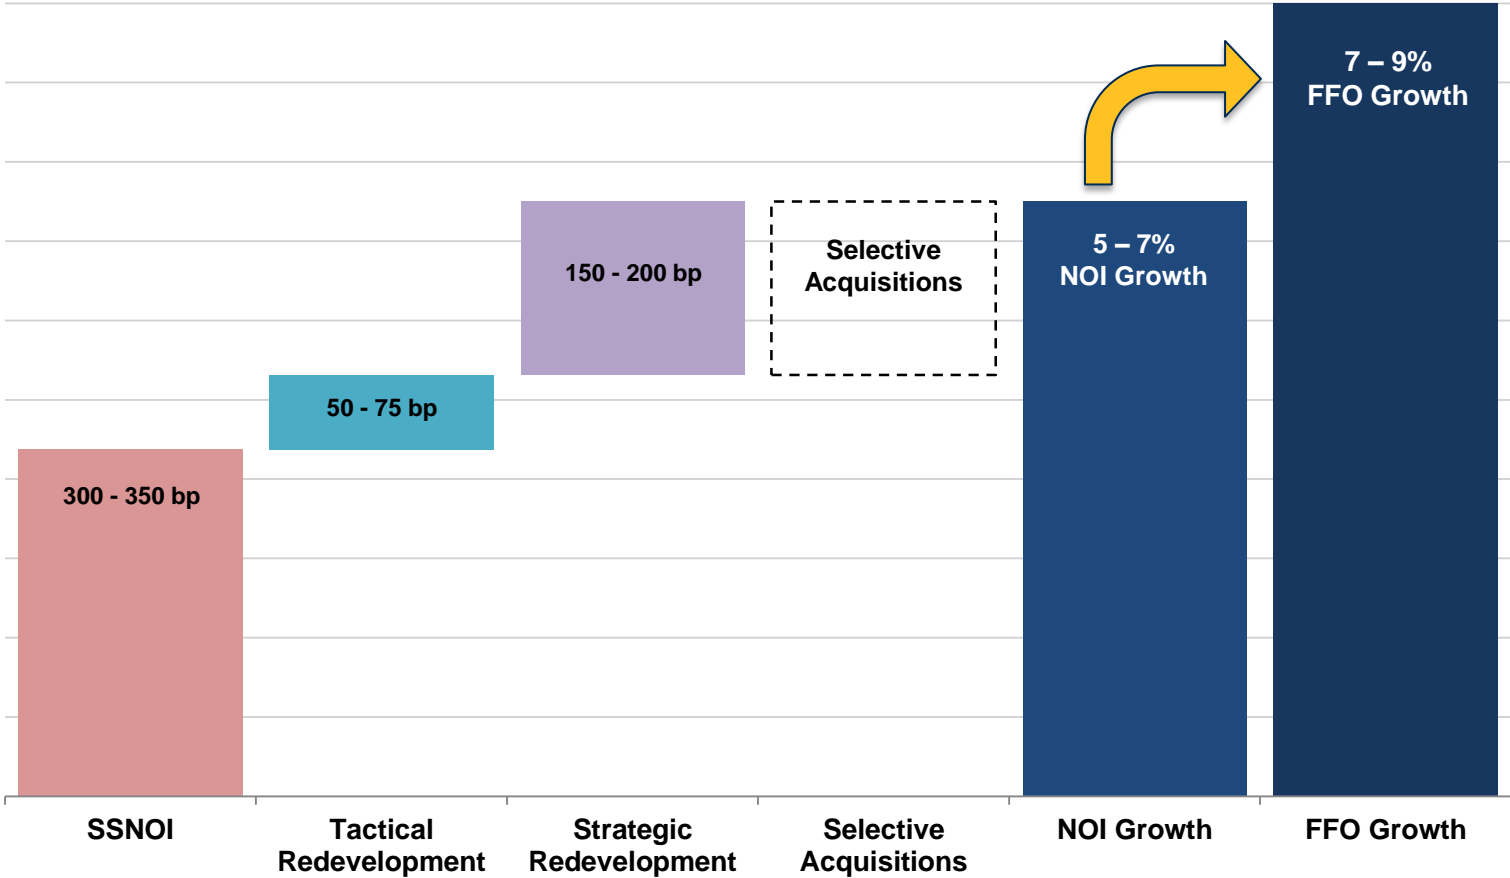 7 – 9%
FFO Growth
5 – 7%
NOI Growth
Selective
Acquisitions
150 - 200 bp
50 - 75 bp
300 - 350 bp
SSNOI
Tactical
Redevelopment
Strategic
Redevelopment
Selective
Acquisitions
NOI Growth
FFO Growth